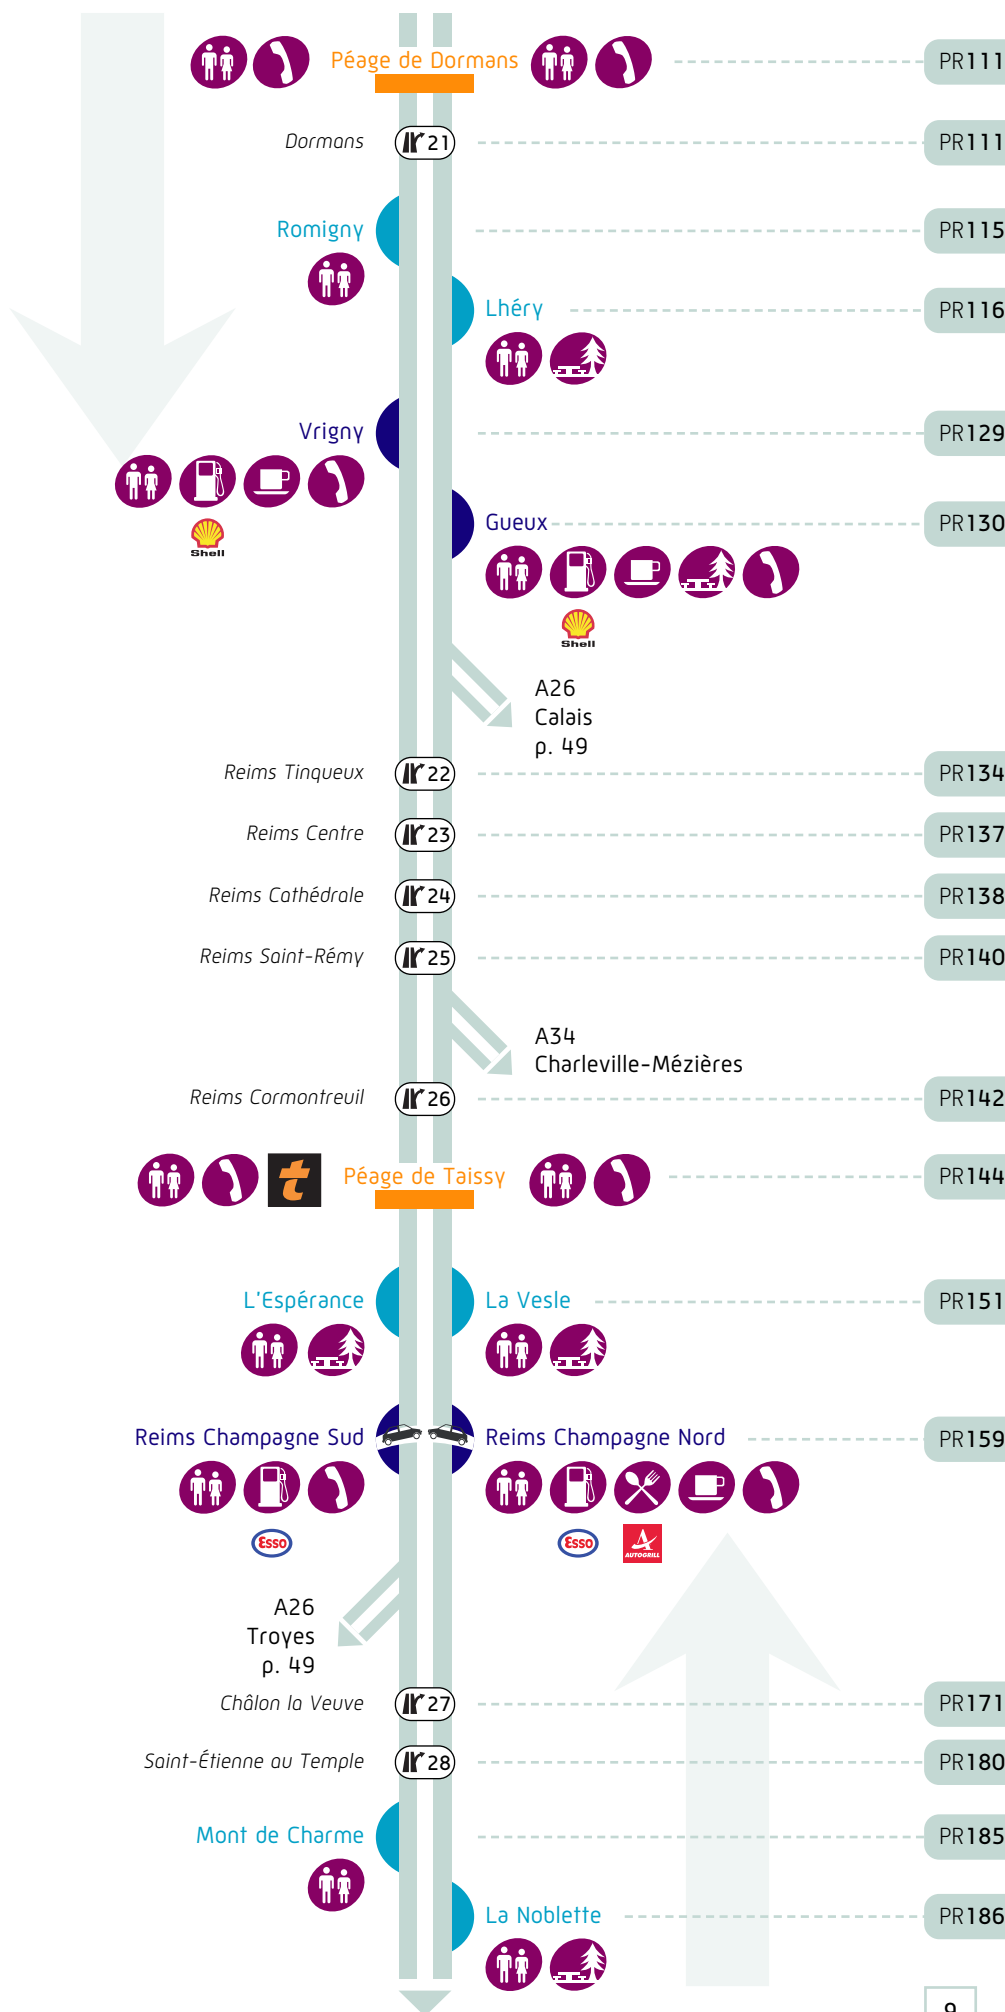 Péage de Dormans
PR111
Dormans
21
PR111
Romigny
PR115
Lhéry
PR116
Vrigny
PR129
Shell
Gueux
PR130
Shell
A26
Calais
p. 49
Reims Tinqueux
22
PR134
Reims Centre
23
PR137
Reims Cathédrale
24
PR138
Reims Saint-Rémy
25
PR140
A34
Charleville-Mézières
Reims Cormontreuil
26
PR142
t
Péage de Taissy
PR144
L'Espérance
La Vesle
PR151
Reims Champagne Sud
Reims Champagne Nord
PR159
Esso
Esso
A
AUTOGRILL
A26
Troyes
p. 49
Châlon la Veuve
27
PR171
Saint-Étienne au Temple
28
PR180
Mont de Charme
PR185
La Noblette
PR186
9